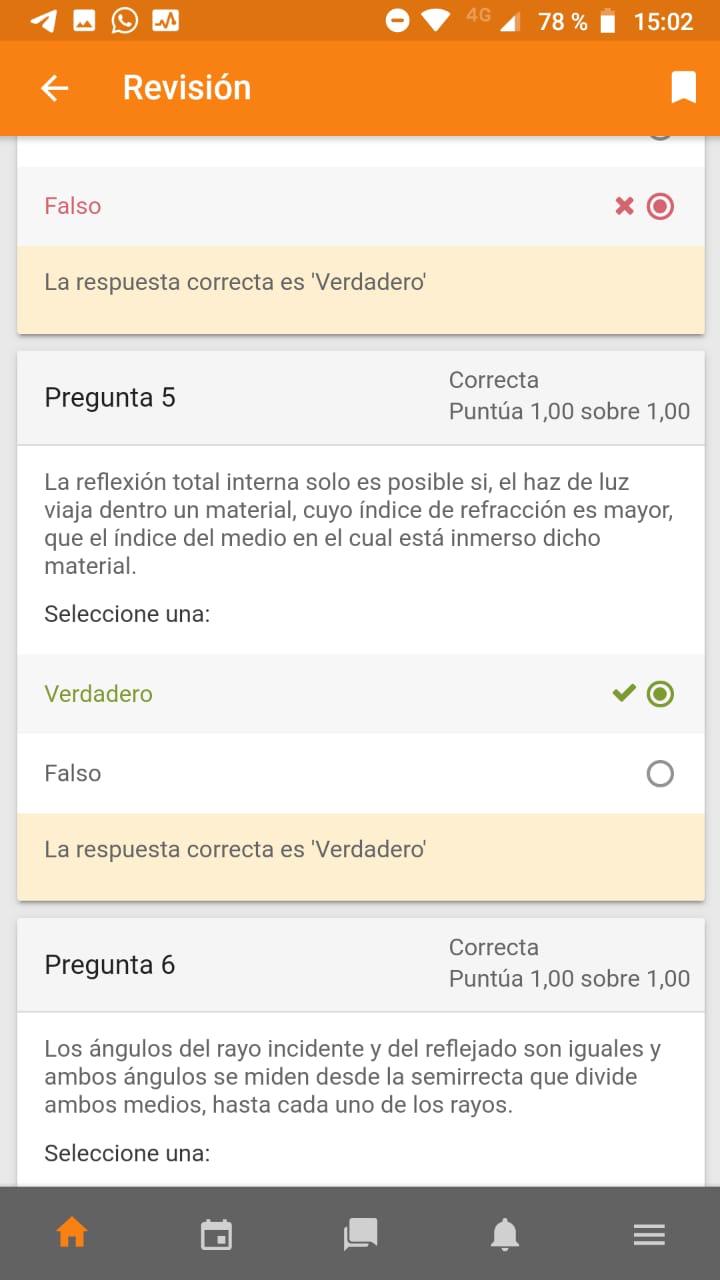 4G 78 % 15:02
Revisión
Falso
La respuesta correcta es 'Verdadero'
Pregunta 5
Correcta
Puntúa 1,00 sobre 1,00
La reflexión total interna solo es posible si, el haz de luz
viaja dentro un material, cuyo índice de refracción es mayor,
que el índice del medio en el cual está inmerso dicho
material.
Seleccione una:
Verdadero
Falso
La respuesta correcta es 'Verdadero'
Pregunta 6
Correcta
Puntúa 1,00 sobre 1,00
Los ángulos del rayo incidente y del reflejado son iguales y
ambos ángulos se miden desde la semirrecta que divide
ambos medios, hasta cada uno de los rayos.
Seleccione una: